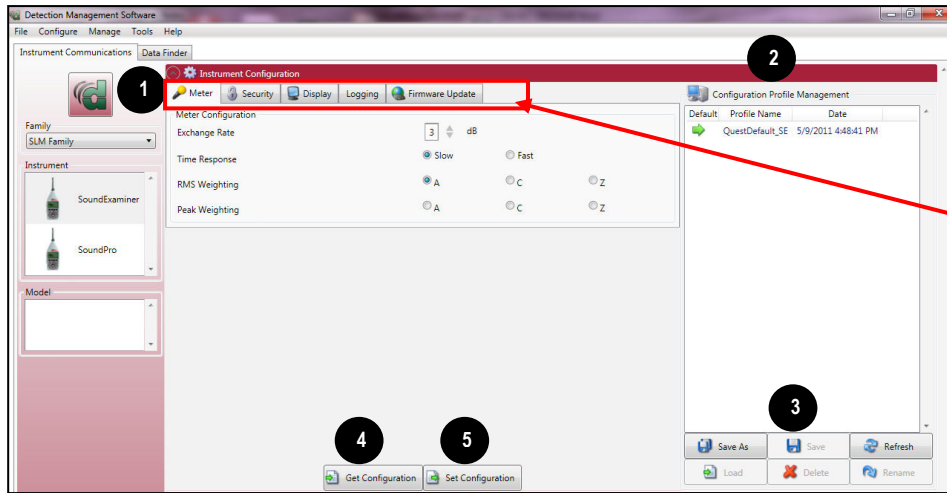 Detection Management Software
File Configure Manage Tools Help
Instrument Communications Data Finder
1
2
Instrument Configuration
Meter Security Display Logging Firmware Update
Meter Configuration
Exchange Rate 3 dB
Time Response Slow Fast
RMS Weighting A C Z
Peak Weighting A C Z
Family
SLM Family
Instrument
SoundExaminer
SoundPro
Model
Configuration Profile Management
Default Profile Name Date
QuestDefault_SE 5/9/2011 4:48:41 PM
3
Save As Save Refresh
Load Delete Rename
4
5
Get Configuration Set Configuration